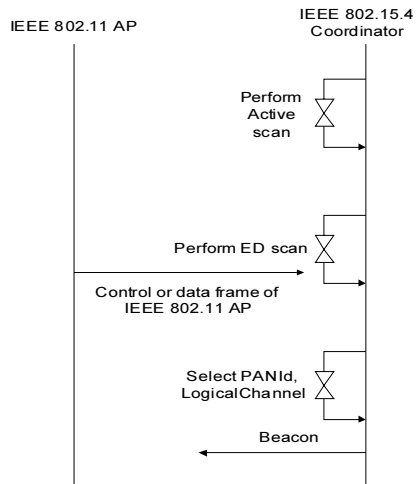 IEEE 802.11 AP
IEEE 802.15.4
Coordinator
Perform
Active
scan
Perform ED scan
Control or data frame of
IEEE 802.11 AP
Select PANId,
LogicalChannel
Beacon